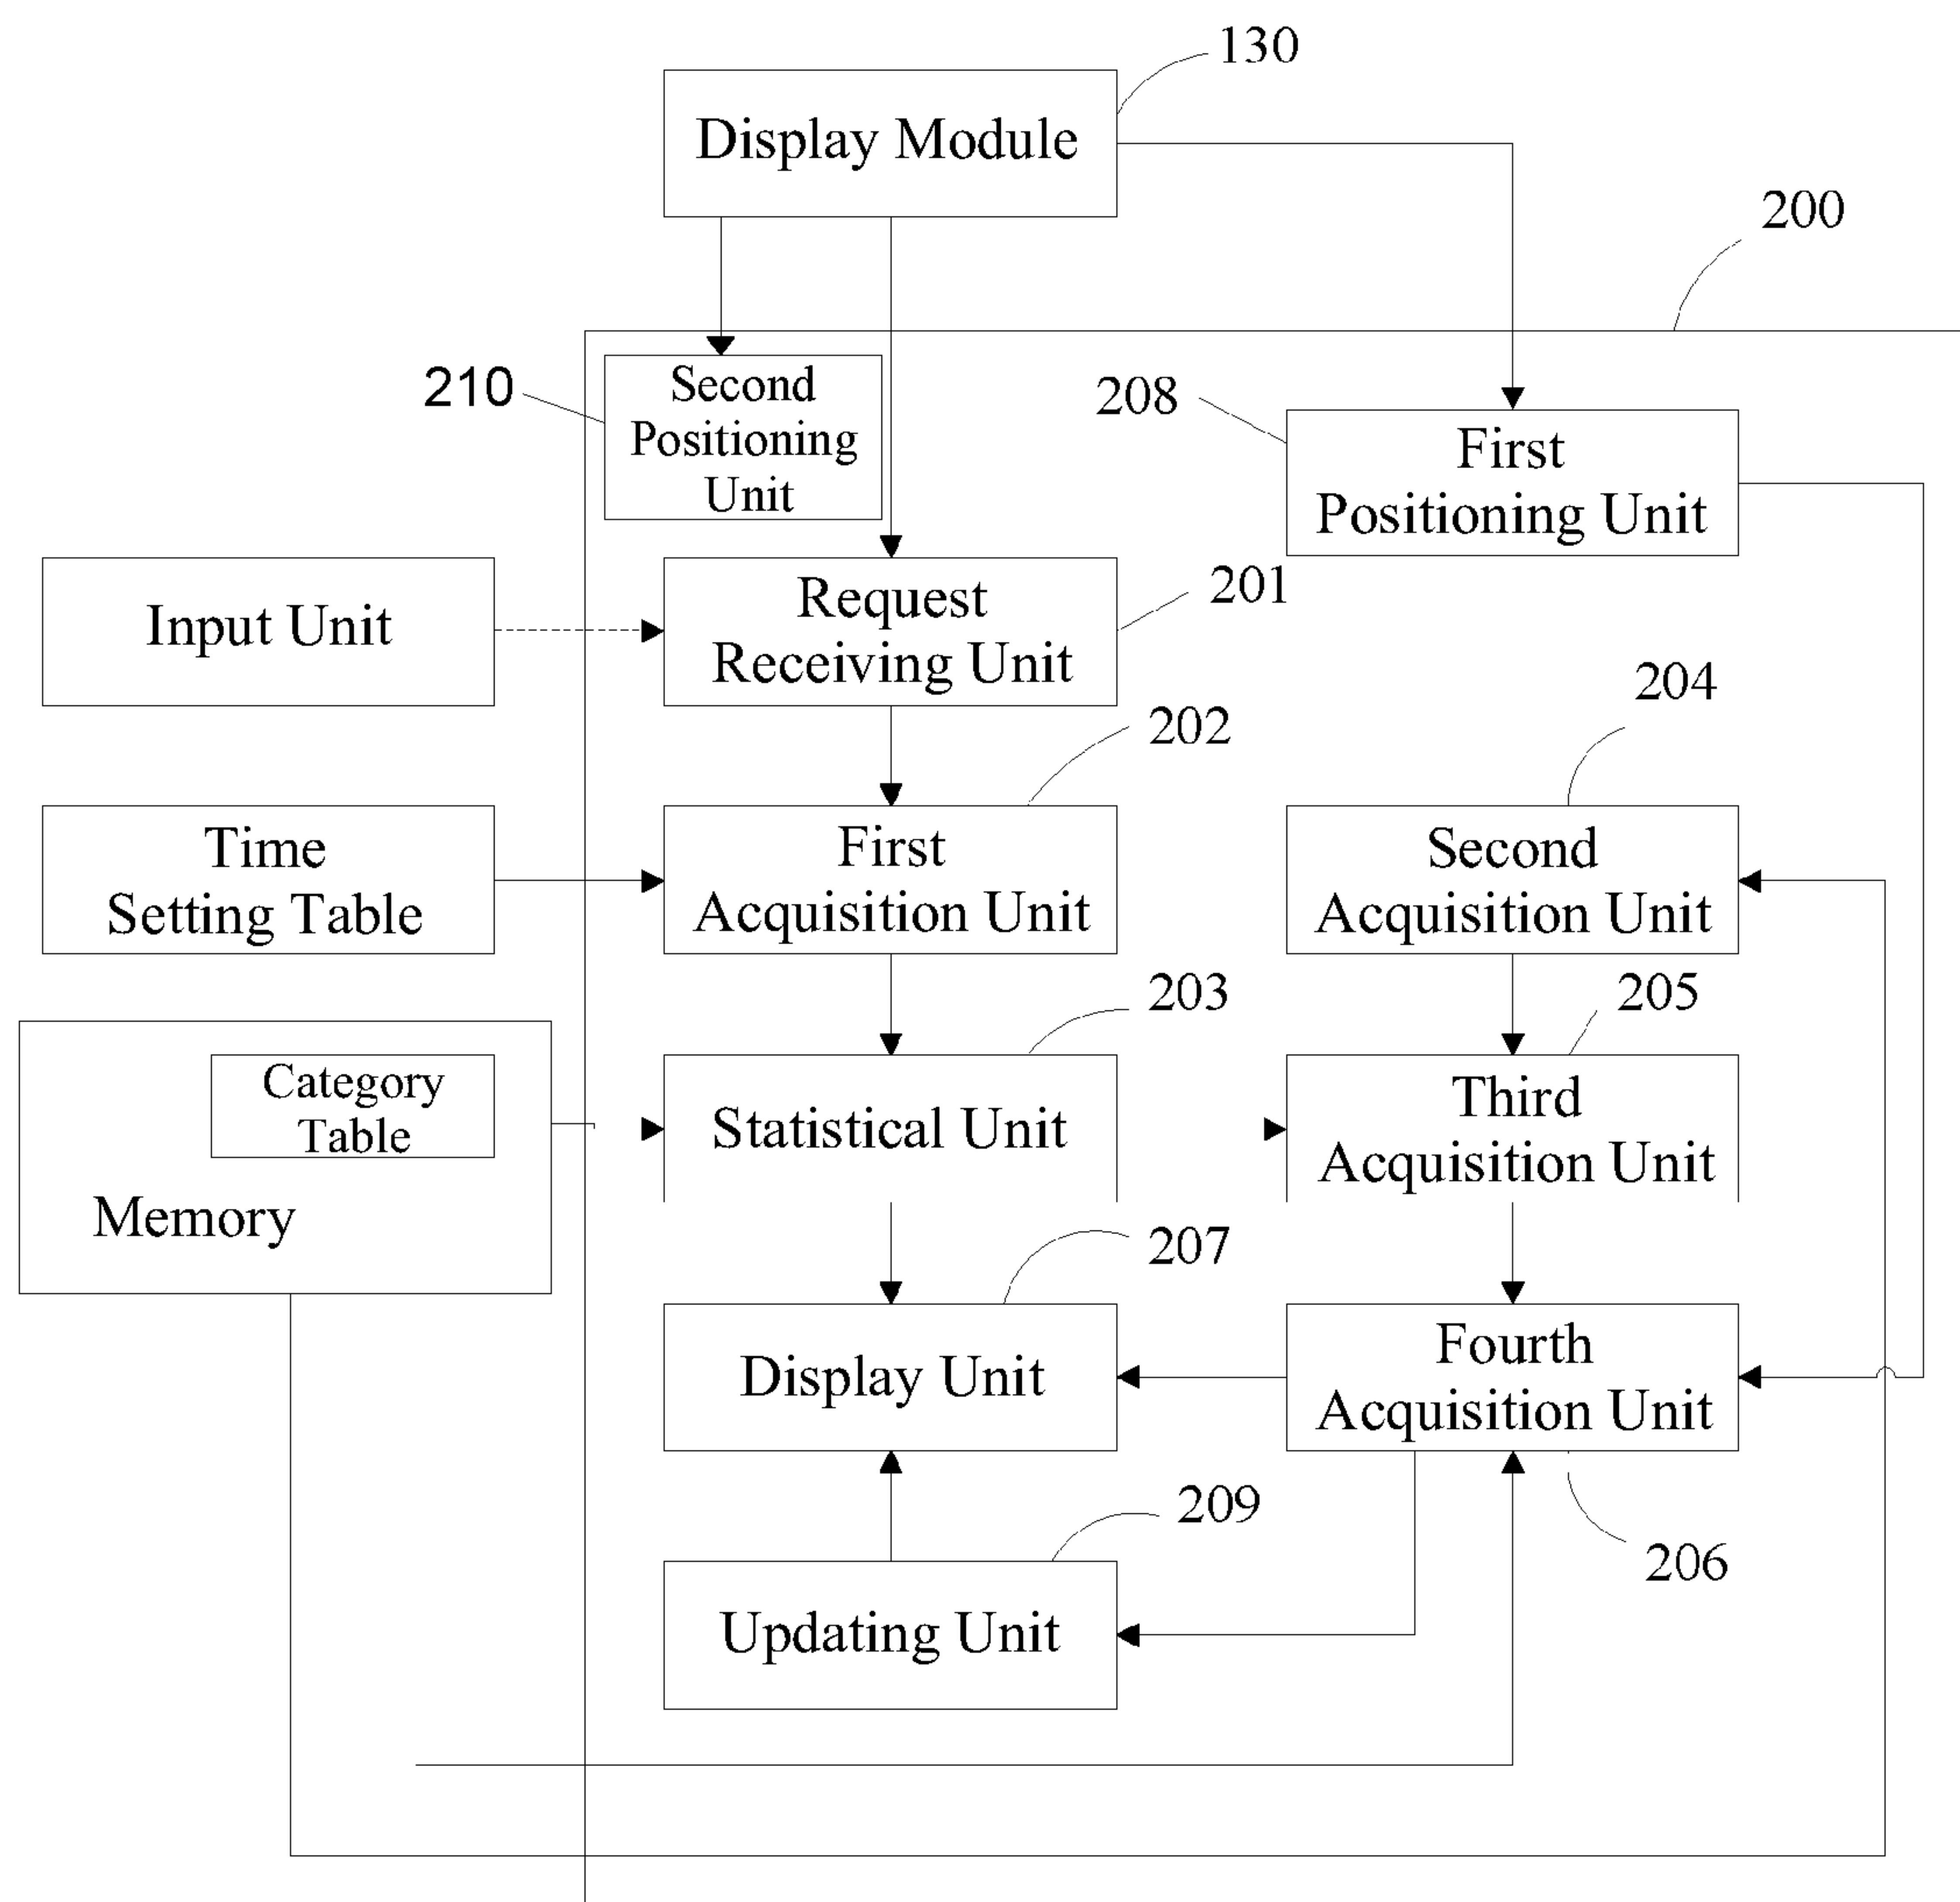 130
Display Module
200
210
Second
Positioning
Unit
208
First
Positioning Unit
Input Unit
Request
Receiving Unit
201
202
204
Time
Setting Table
First
Acquisition Unit
Second
Acquisition Unit
203
205
Category
Table
Memory
Statistical Unit
Third
Acquisition Unit
207
Display Unit
Fourth
Acquisition Unit
209
206
Updating Unit